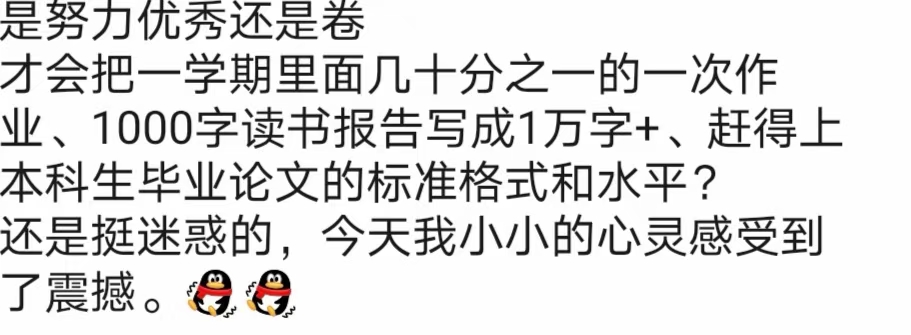 是努力优秀还是卷
才会把一学期里面几十分之一的一次作
业、1000字读书报告写成1万字+、赶得上
本科生毕业论文的标准格式和水平？
还是挺迷惑的，今天我小小的心灵感受到
了震撼。